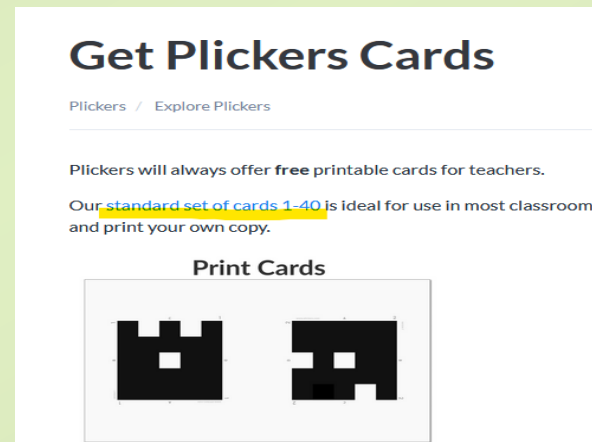 Get Plickers Cards
Plickers / Explore Plickers
Plickers will always offer free printable cards for teachers.
Our standard set of cards 1-40 is ideal for use in most classroom
and print your own copy.
Print Cards